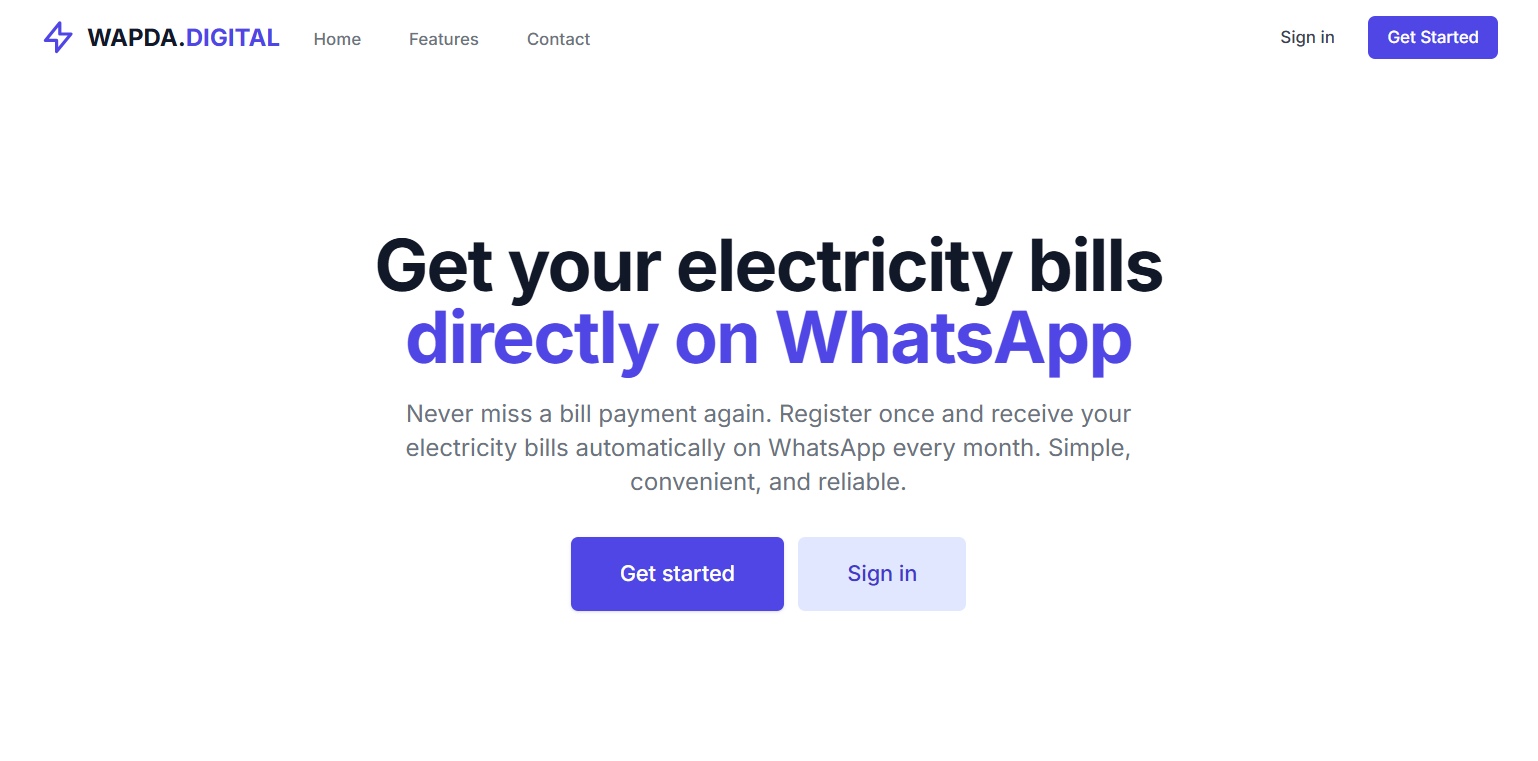 WAPDA.DIGITAL
Home
Features
Contact
Sign in
Get Started
Get your electricity bills
directly on WhatsApp
Never miss a bill payment again. Register once and receive your
electricity bills automatically on WhatsApp every month. Simple,
convenient, and reliable.
Get started
Sign in